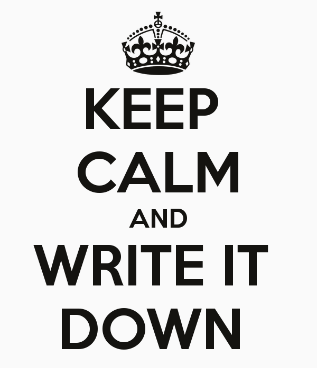 KEEP
CALM
AND
WRITE IT
DOWN